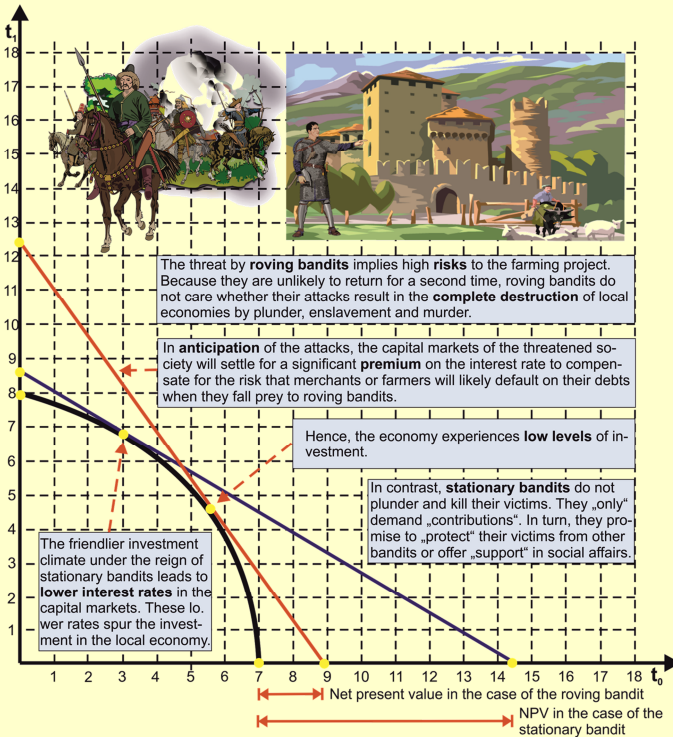 t1
18
17
16
15
14
13
12
11
10
9
8
7
6
5
4
3
2
1
The threat by roving bandits implies high risks to the farming project.
Because they are unlikely to return for a second time, roving bandits do
not care whether their attacks result in the complete destruction of local
economies by plunder, enslavement and murder.
In anticipation of the attacks, the capital markets of the threatened so-
ciety will settle for a significant premium on the interest rate to compen-
sate for the risk that merchants or farmers will likely default on their debts
when they fall prey to roving bandits.
Hence, the economy experiences low levels of in-
vestment.
In contrast, stationary bandits do not
plunder and kill their victims. They „only“
demand „contributions“. In turn, they pro-
mise to „protect“ their victims from other
bandits or offer „support“ in social affairs.
The friendlier investment
climate under the reign of
stationary bandits leads to
lower interest rates in the
capital markets. These lo.
wer rates spur the invest-
ment in the local economy.
1 2 3 4 5 6 7 8 9 10 11 12 13 14 15 16 17 18 t0
Net present value in the case of the roving bandit
NPV in the case of the
stationary bandit